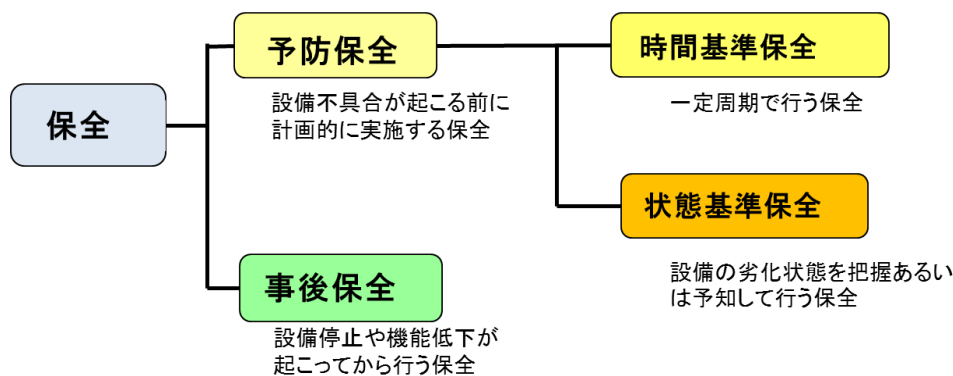 保全
予防保全
設備不具合が起こる前に
計画的に実施する保全
時間基準保全
一定周期で行う保全
状態基準保全
設備の劣化状態を把握あるい
は予知して行う保全
事後保全
設備停止や機能低下が
起こってから行う保全